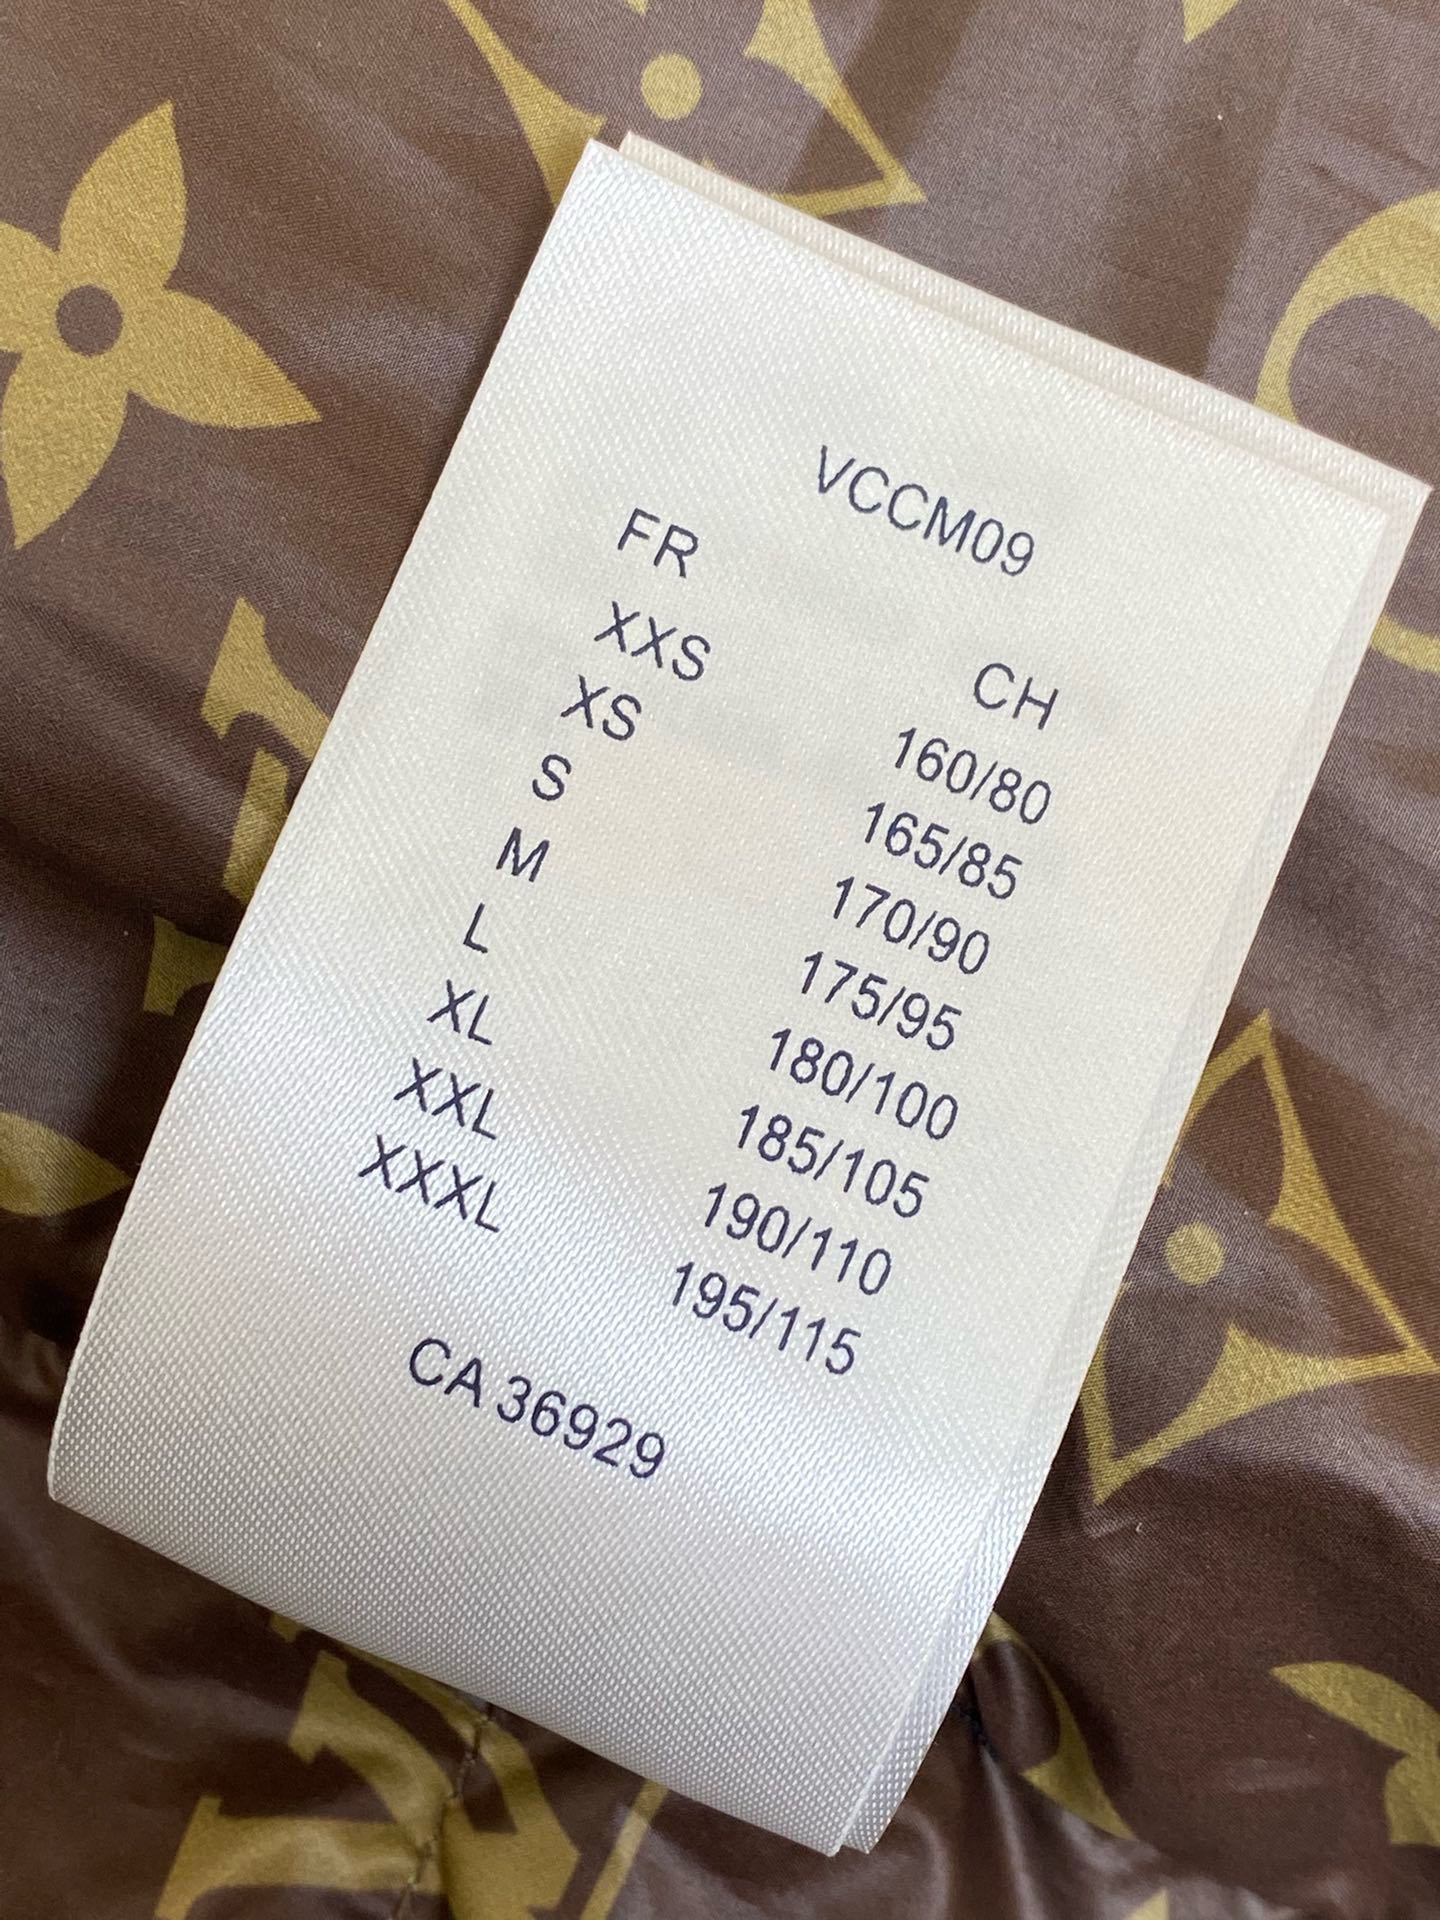 VCCM09
FR CH
XXS 160/80
XS 165/85
S 170/90
M 175/95
L 180/100
XL 185/105
XXL 190/110
XXXL 195/115
CA 36929